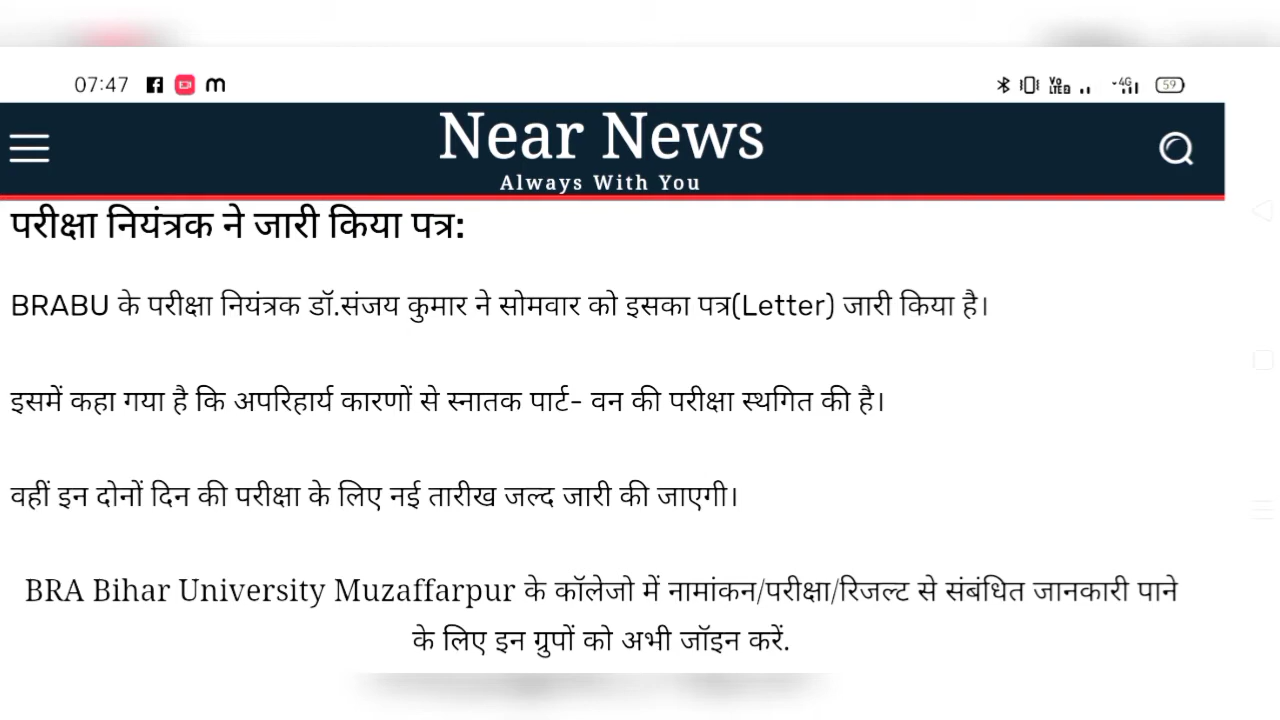 07:47
4G
59
Near News
Always With You
परीक्षा नियंत्रक ने जारी किया पत्र:
BRABU के परीक्षा नियंत्रक डॉ.संजय कुमार ने सोमवार को इसका पत्र(Letter) जारी किया है।
इसमें कहा गया है कि अपरिहार्य कारणों से स्नातक पार्ट- वन की परीक्षा स्थगित की है।
वहीं इन दोनों दिन की परीक्षा के लिए नई तारीख जल्द जारी की जाएगी।
BRA Bihar University Muzaffarpur के कॉलेजो में नामांकन/परीक्षा/रिजल्ट से संबंधित जानकारी पाने
के लिए इन ग्रुपों को अभी जॉइन करें.